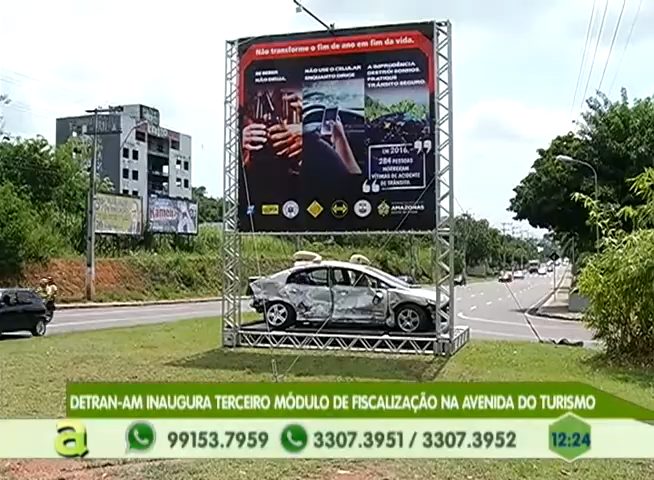 Não transforme o fim de ano em fim da vida.
SE BEBER
NÃO DIRIJA.
NÃO USE O CELULAR
ENQUANTO DIRIGE
A IMPRUDÊNCIA
DESTRÓI SONHOS.
PRATIQUE
TRÂNSITO SEGURO.
EM 2016,
284 PESSOAS
MORRERAM
VÍTIMAS DE ACIDENTE
DE TRÂNSITO.
AMAZONAS
DETRAN-AM INAUGURA TERCEIRO MÓDULO DE FISCALIZAÇÃO NA AVENIDA DO TURISMO
a
99153.7959
3307.3951 / 3307.3952
12:24